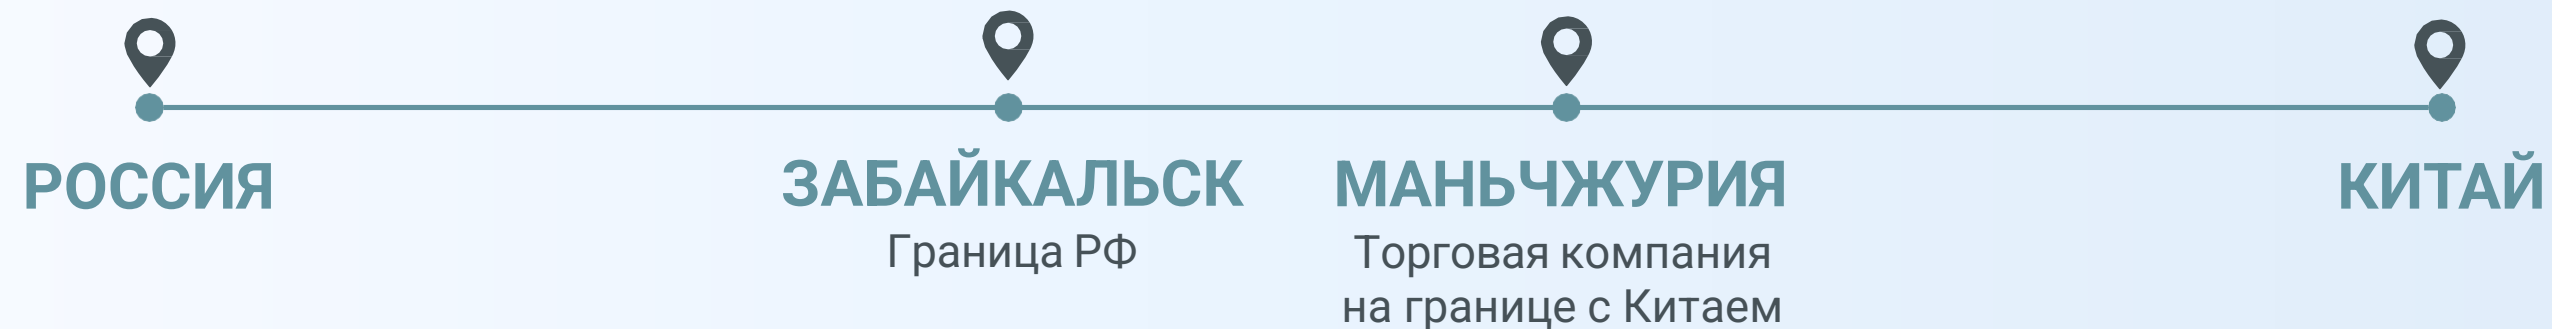 РОССИЯ
ЗАБАЙКАЛЬСК
Граница РФ
МАНЬЧЖУРИЯ
Торговая компания
на границе с Китаем
КИТАЙ